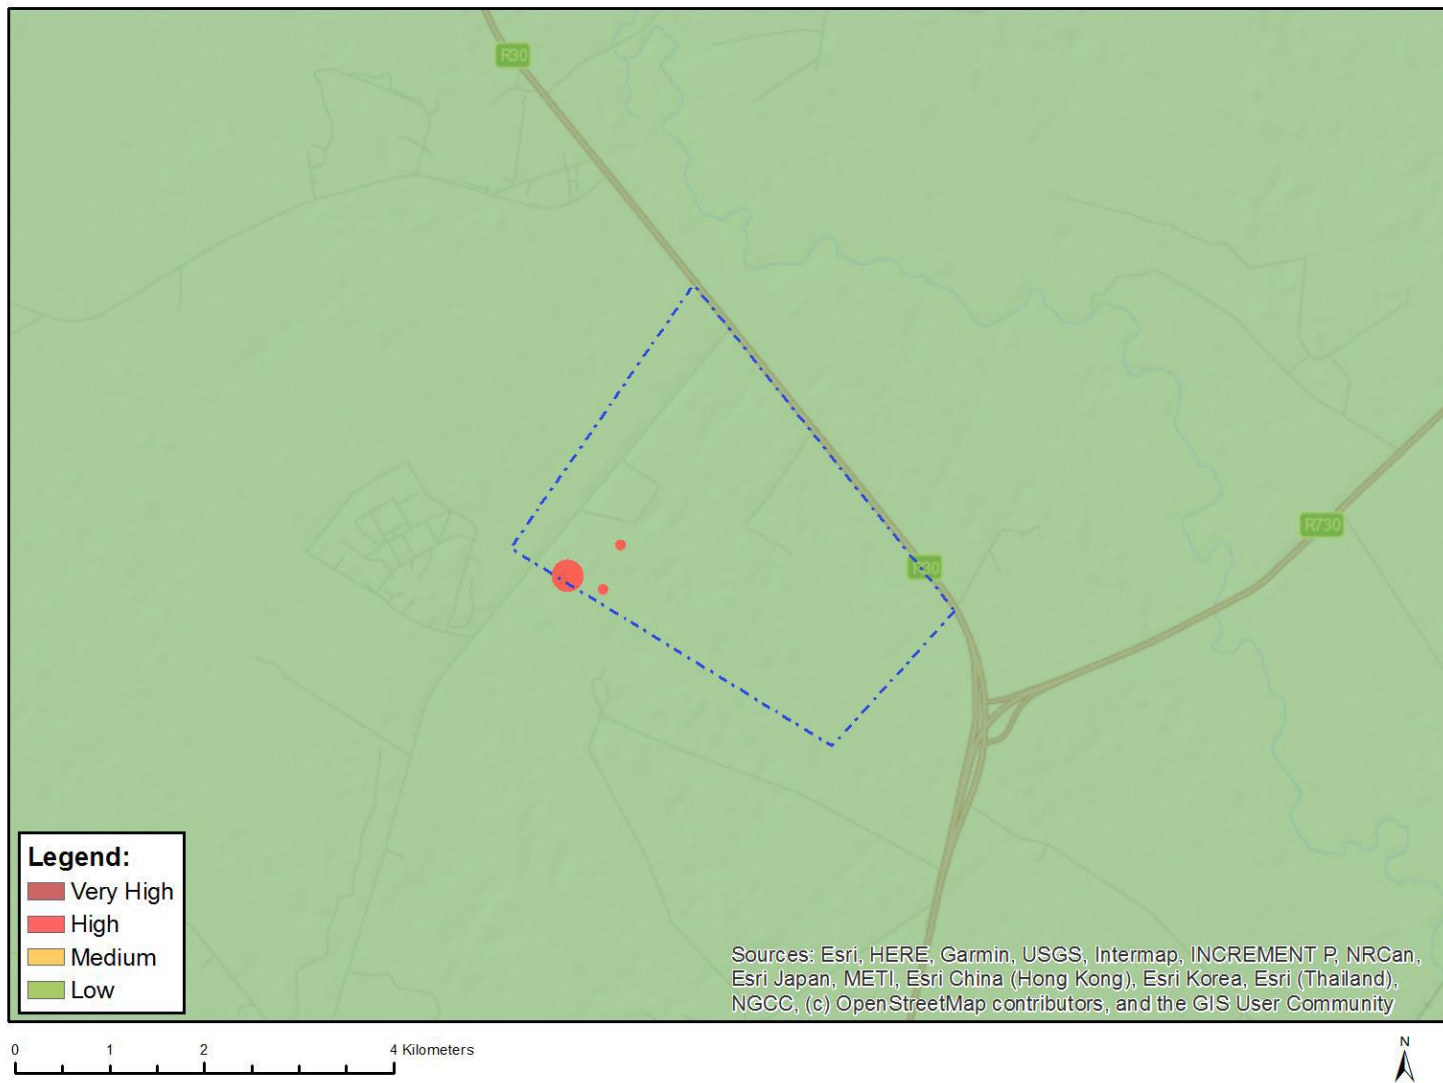 R30
R730
R30
Legend:
Very High
High
Medium
Low
Sources: Esri, HERE, Garmin, USGS, Intermap, INCREMENT P, NRCan,
Esri Japan, METI, Esri China (Hong Kong), Esri Korea, Esri (Thailand),
NGCC, (c) OpenStreetMap contributors, and the GIS User Community
0 1 2 4 Kilometers
N